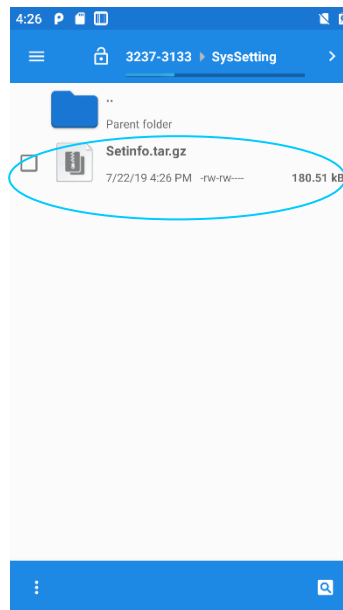 4:26
3237-3133 SysSetting
..
Parent folder
Setinfo.tar.gz
7/22/19 4:26 PM -rw-rw---- 180.51 kB